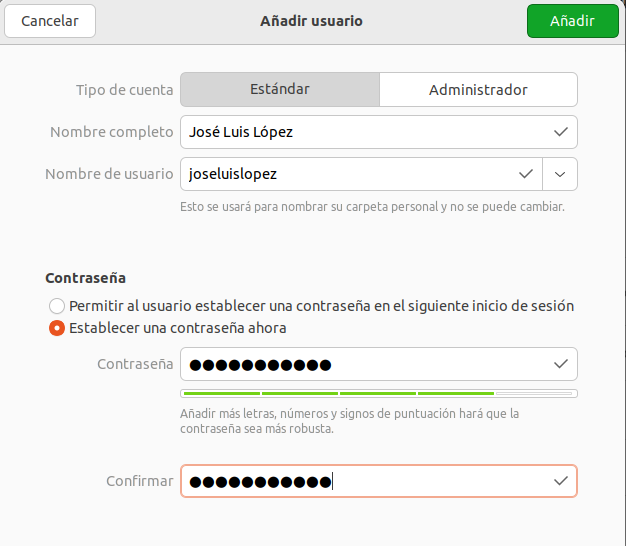 Cancelar Añadir usuario Añadir
Tipo de cuenta Estándar Administrador
Nombre completo José Luis López
Nombre de usuario joseluislopez
Esto se usará para nombrar su carpeta personal y no se puede cambiar.
Contraseña
Permitir al usuario establecer una contraseña en el siguiente inicio de sesión
Establecer una contraseña ahora
Contraseña ●●●●●●●●●●●
Añadir más letras, números y signos de puntuación hará que la
contraseña sea más robusta.
Confirmar ●●●●●●●●●●●